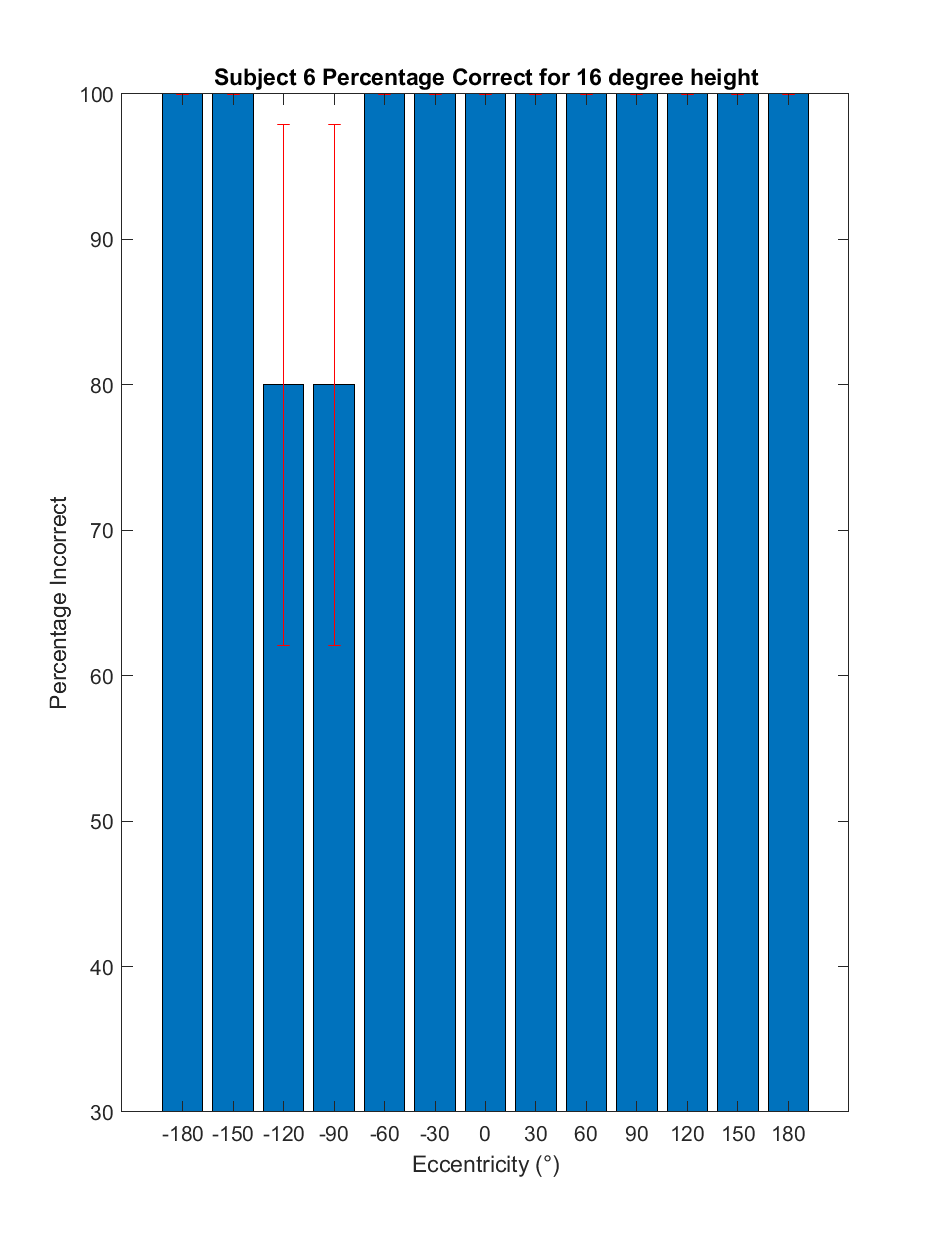 Subject 6 Percentage Correct for 16 degree height
100
90
80
70
60
50
40
30
Percentage Incorrect
-180 -150 -120 -90 -60 -30 0 30 60 90 120 150 180
Eccentricity (°)